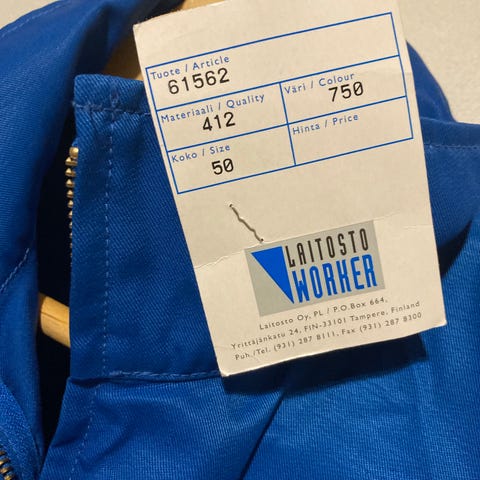 Tuote / Article
61562
Materiaali / Quality
412
Väri / Colour
750
Koko / Size
50
Hinta / Price
LAITOSTO
WORKER
Laitosto Oy, PL / P.O.Box 664,
Yrittäjänkatu 24, FIN-33101 Tampere, Finland
Puh./Tel. (931) 287 8111, Fax (931) 287 8300